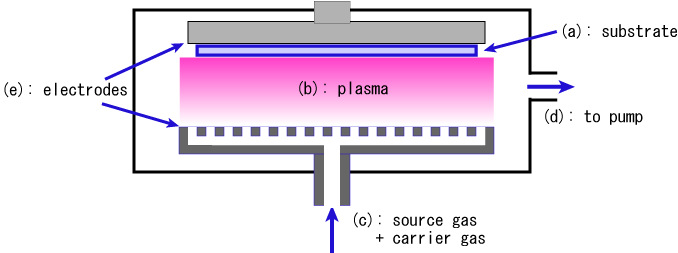 (a): substrate
(e): electrodes
(b): plasma
(d): to pump
(c): source gas
+ carrier gas